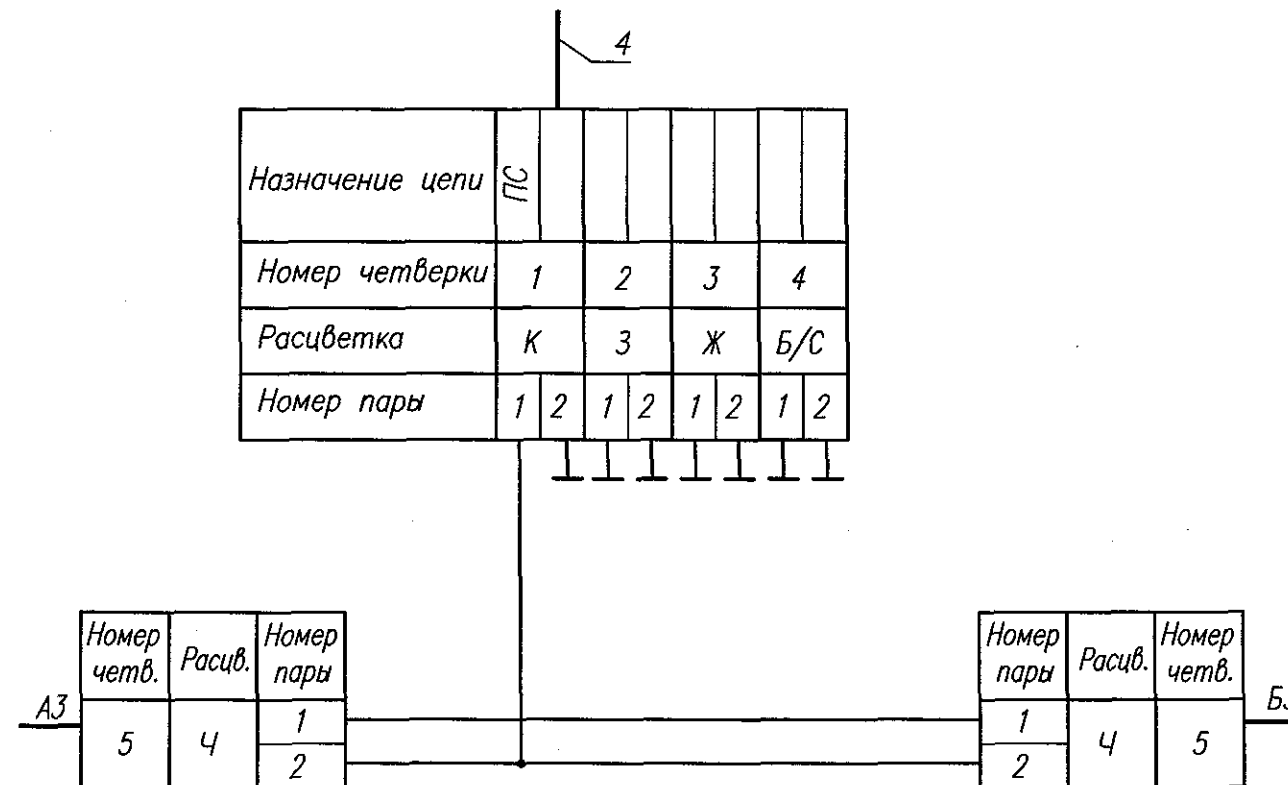 4
Назначение цепи ПС
Номер четверки 1 2 3 4
Расцветка К З Ж Б/С
Номер пары 1 2 1 2 1 2 1 2
Номер четв. Расцв. Номер пары
А3 5 Ч 1
2
Номер пары Расцв. Номер четв.
1 Ч 5
2